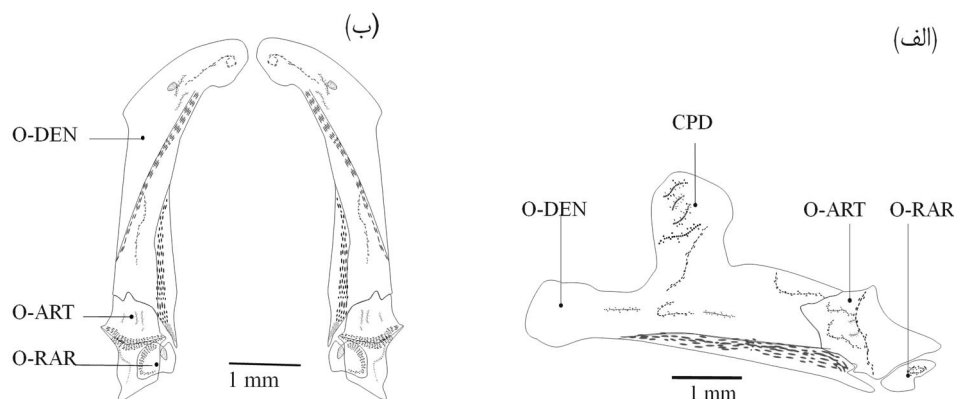 (الف)
CPD
O-DEN
O-ART
O-RAR
1 mm
(ب)
O-DEN
O-ART
O-RAR
1 mm